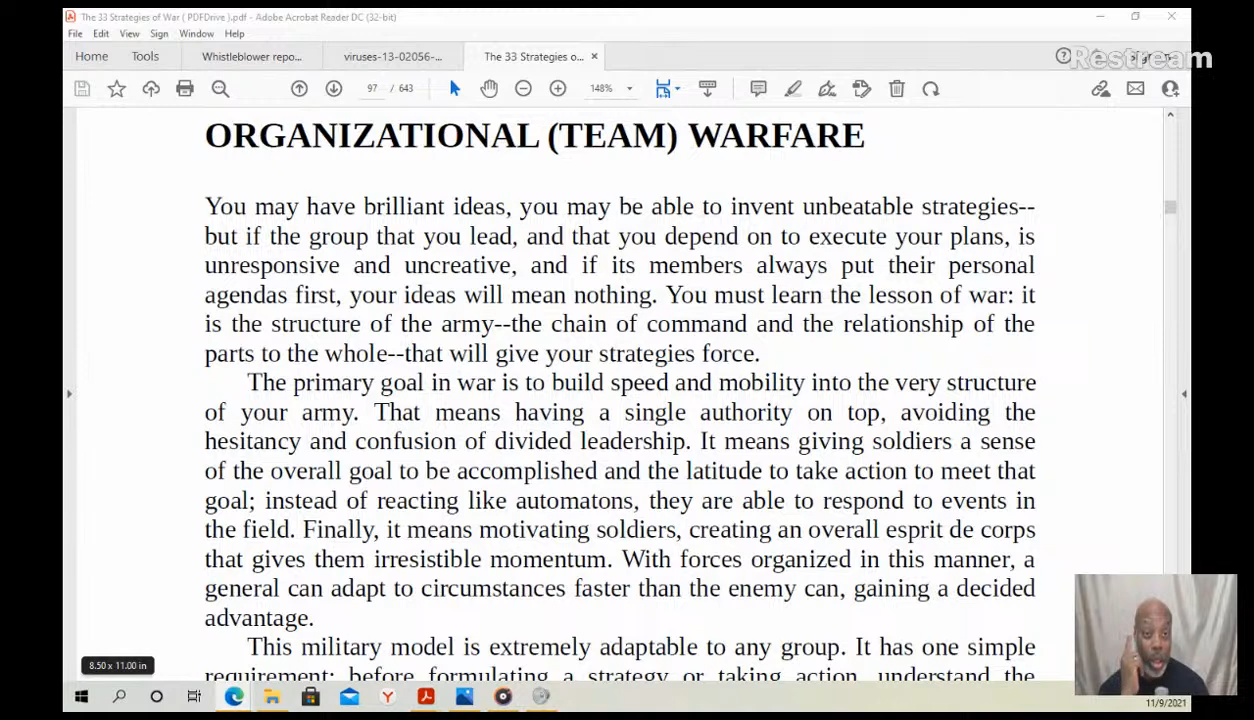 The 33 Strategies of War ( PDFDrive ).pdf - Adobe Acrobat Reader DC (32-bit)
File Edit View Sign Window Help
Home Tools Whistleblower repo... viruses-13-02056-... The 33 Strategies o... ×
Restream
97 / 643 148%
ORGANIZATIONAL (TEAM) WARFARE
You may have brilliant ideas, you may be able to invent unbeatable strategies--
but if the group that you lead, and that you depend on to execute your plans, is
unresponsive and uncreative, and if its members always put their personal
agendas first, your ideas will mean nothing. You must learn the lesson of war: it
is the structure of the army--the chain of command and the relationship of the
parts to the whole--that will give your strategies force.
The primary goal in war is to build speed and mobility into the very structure
of your army. That means having a single authority on top, avoiding the
hesitancy and confusion of divided leadership. It means giving soldiers a sense
of the overall goal to be accomplished and the latitude to take action to meet that
goal; instead of reacting like automatons, they are able to respond to events in
the field. Finally, it means motivating soldiers, creating an overall esprit de corps
that gives them irresistible momentum. With forces organized in this manner, a
general can adapt to circumstances faster than the enemy can, gaining a decided
advantage.
This military model is extremely adaptable to any group. It has one simple
requirement: before formulating a strategy or taking action, understand the
8.50 x 11.00 in
11/9/2021